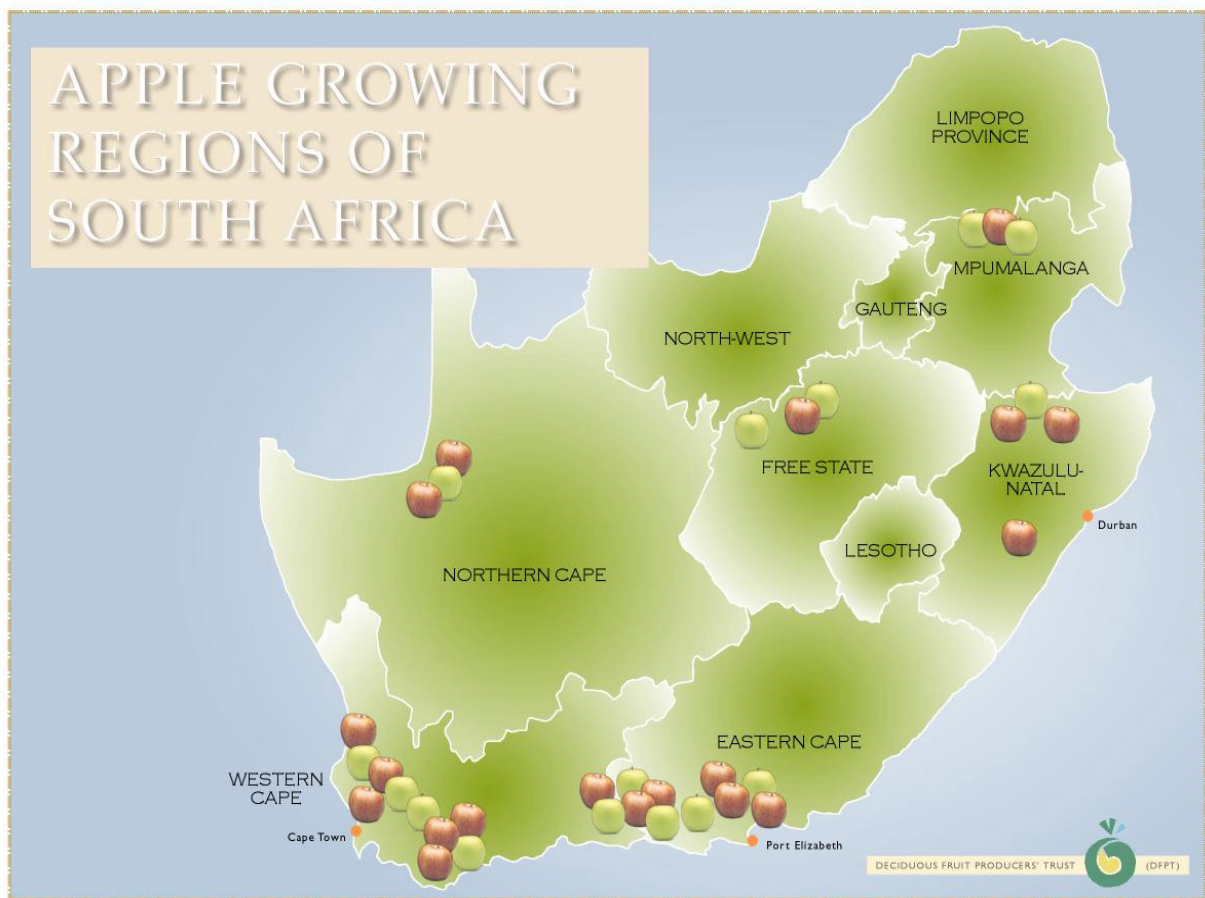 APPLE GROWING
REGIONS OF
SOUTH AFRICA
LIMPOPO
PROVINCE
MPUMALANGA
GAUTENG
NORTH-WEST
FREE STATE
KWAZULU-
NATAL
Durban
LESOTHO
NORTHERN CAPE
EASTERN CAPE
WESTERN
CAPE
Cape Town
Port Elizabeth
DECIDUOUS FRUIT PRODUCERS' TRUST (DFPT)